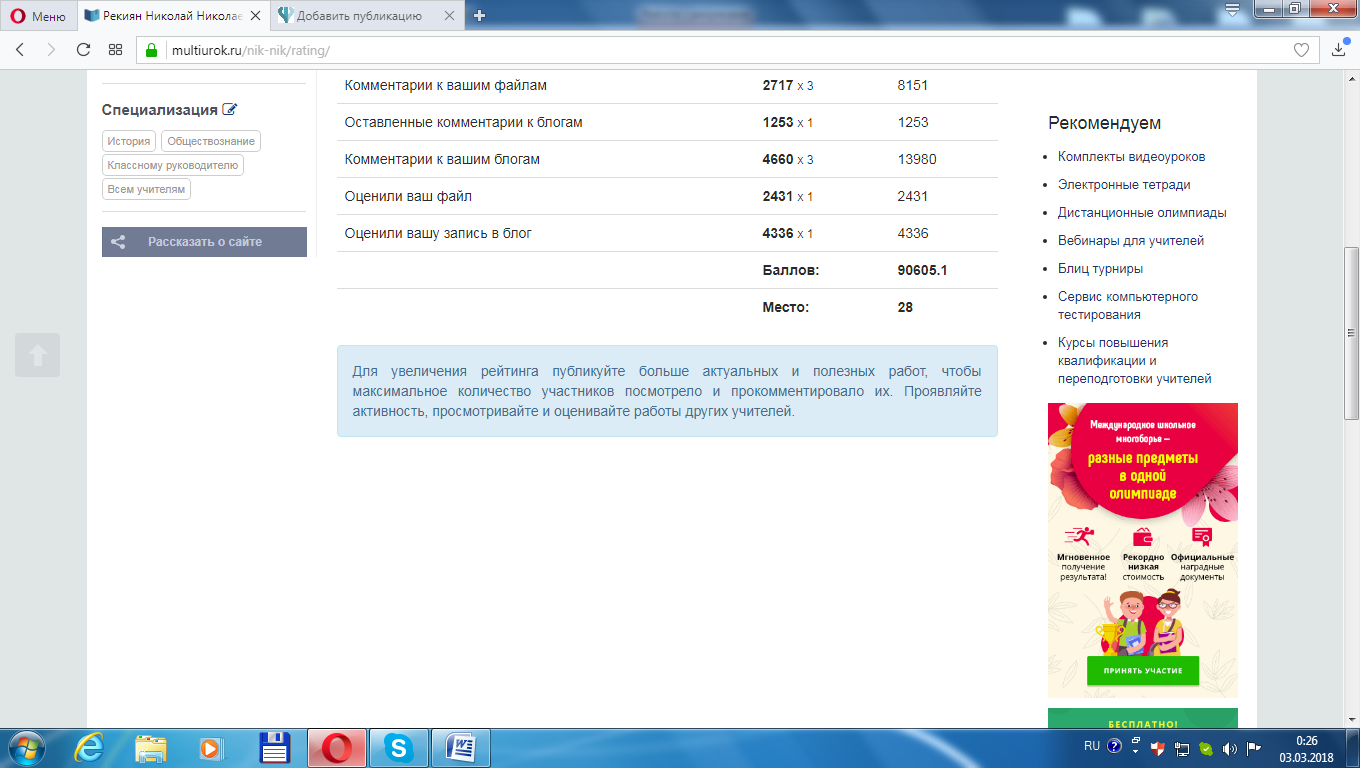 Меню
Рекиян Николай Николае
Добавить публикацию
multiurok.ru/nik-nik/rating/
Специализация
История
Обществознание
Классному руководителю
Всем учителям
Рассказать о сайте
Комментарии к вашим файлам 2717 x 3 8151
Оставленные комментарии к блогам 1253 x 1 1253
Комментарии к вашим блогам 4660 x 3 13980
Оценили ваш файл 2431 x 1 2431
Оценили вашу запись в блог 4336 x 1 4336
Баллов: 90605.1
Место: 28
Для увеличения рейтинга публикуйте больше актуальных и полезных работ, чтобы
максимальное количество участников посмотрело и прокомментировало их. Проявляйте
активность, просмотривайте и оценивайте работы других учителей.
Рекомендуем
Комплекты видеоуроков
Электронные тетради
Дистанционные олимпиады
Вебинары для учителей
Блиц турниры
Сервис компьютерного
тестирования
Курсы повышения
квалификации и
переподготовки учителей
Международное школьное
многоборье –
разные предметы
в одной
олимпиаде
Мгновенное
получение
результата!
Рекордно
низкая
стоимость
Официальные
наградные
документы
ПРИНЯТЬ УЧАСТИЕ
БЕСПЛАТНО!
RU
0:26
03.03.2018